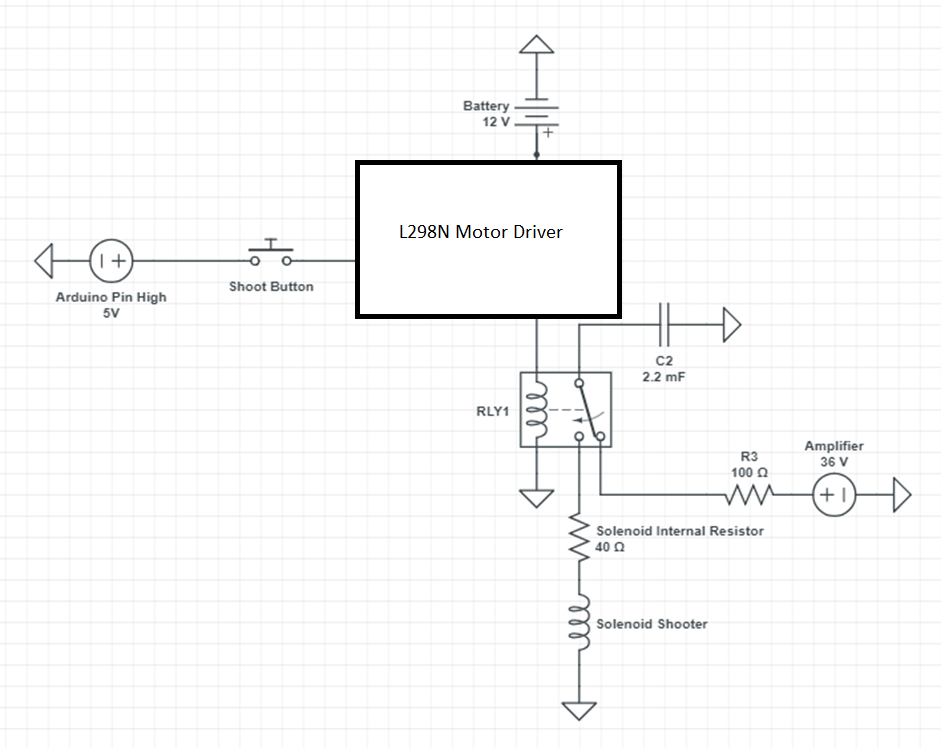 Battery
12 V
+
L298N Motor Driver
+
Shoot Button
Arduino Pin High
5V
C2
2.2 mF
RLY1
Amplifier
36 V
R3
100 Ω
+
Solenoid Internal Resistor
40 Ω
Solenoid Shooter